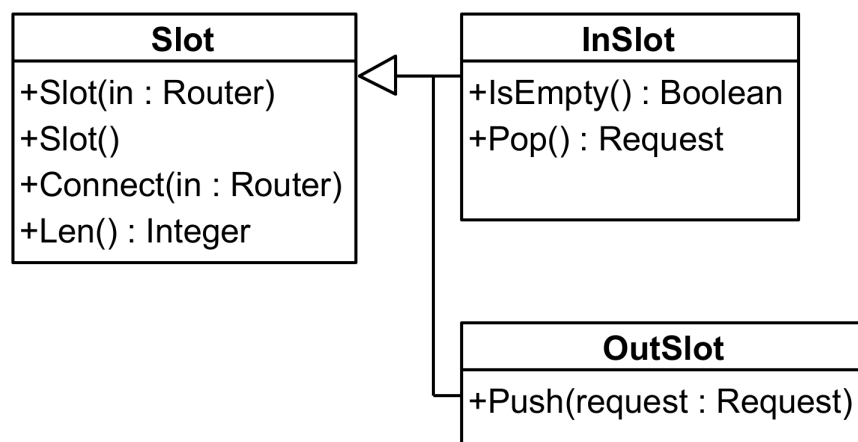 Slot
+Slot(in : Router)
+Slot()
+Connect(in : Router)
+Len() : Integer
InSlot
+IsEmpty() : Boolean
+Pop() : Request
OutSlot
+Push(request : Request)